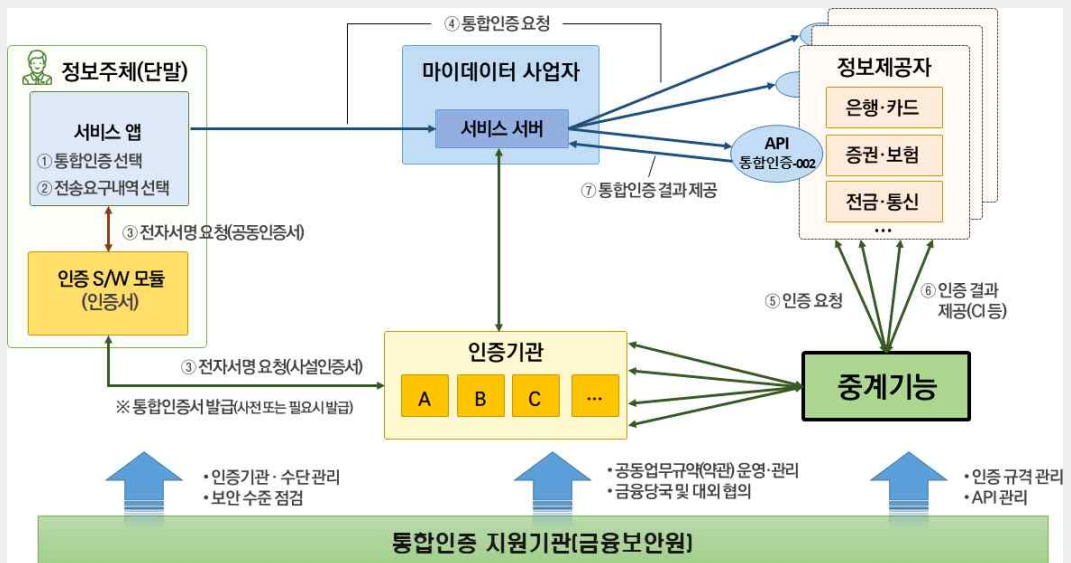 ④ 통합인증 요청
정보주체(단말)
서비스 앱
① 통합인증 선택
② 전송요구내역 선택
③ 전자서명 요청(공동인증서)
인증 S/W 모듈
(인증서)
마이데이터 사업자
서비스 서버
API
통합인증-002
⑦ 통합인증 결과 제공
정보제공자
은행·카드
증권·보험
전금·통신
...
⑤ 인증 요청
⑥ 인증 결과
제공(CI 등)
③ 전자서명 요청(사설인증서)
※ 통합인증서 발급(사전 또는 필요시 발급)
인증기관
A
B
C
...
중계기능
• 인증기관 · 수단 관리
• 보안 수준 점검
• 공동업무규약(약관) 운영·관리
• 금융당국 및 대외 협의
• 인증 규격 관리
• API 관리
통합인증 지원기관(금융보안원)